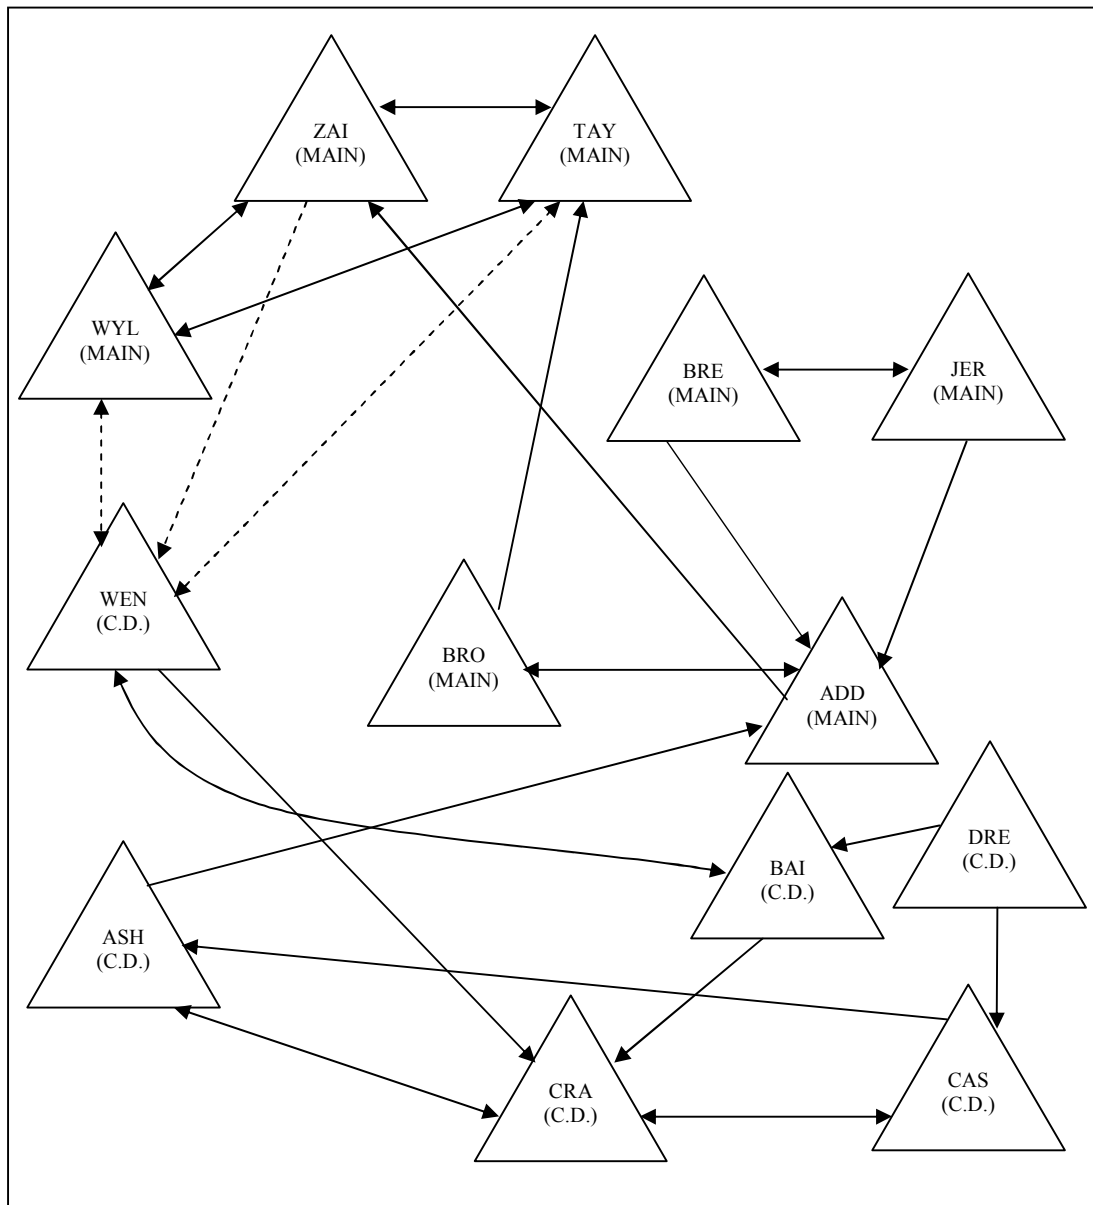 ZAI
(MAIN)
TAY
(MAIN)
WYL
(MAIN)
BRE
(MAIN)
JER
(MAIN)
WEN
(C.D.)
BRO
(MAIN)
ADD
(MAIN)
BAI
(C.D.)
DRE
(C.D.)
ASH
(C.D.)
CRA
(C.D.)
CAS
(C.D.)